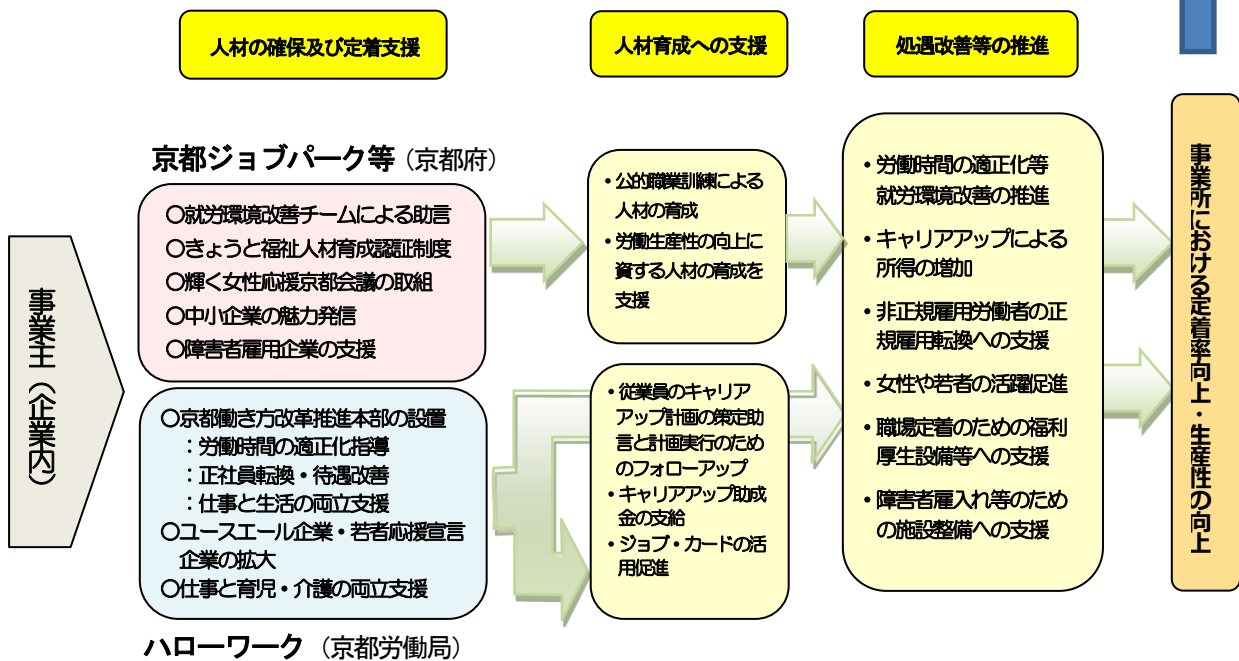 人材の確保及び定着支援
人材育成への支援
処遇改善等の推進
事業主（企業内）
京都ジョブパーク等（京都府）
○就労環境改善チームによる助言
○きょうと福祉人材育成認証制度
○輝く女性応援京都会議の取組
○中小企業の魅力発信
○障害者雇用企業の支援
○京都働き方改革推進本部の設置
：労働時間の適正化指導
：正社員転換・待遇改善
：仕事と生活の両立支援
○ユースエール企業・若者応援宣言
企業の拡大
○仕事と育児・介護の両立支援
ハローワーク（京都労働局）
・公的職業訓練による
人材の育成
・労働生産性の向上に
資する人材の育成を
支援
・従業員のキャリア
アップ計画の策定助
言と計画実行のため
のフォローアップ
・キャリアアップ助成
金の支給
・ジョブ・カードの活
用促進
・労働時間の適正化等
就労環境改善の推進
・キャリアアップによる
所得の増加
・非正規雇用労働者の正
規雇用転換への支援
・女性や若者の活躍促進
・職場定着のための福利
厚生設備等への支援
・障害者雇入れ等のため
の施設整備への支援
事業所における定着率向上・生産性の向上